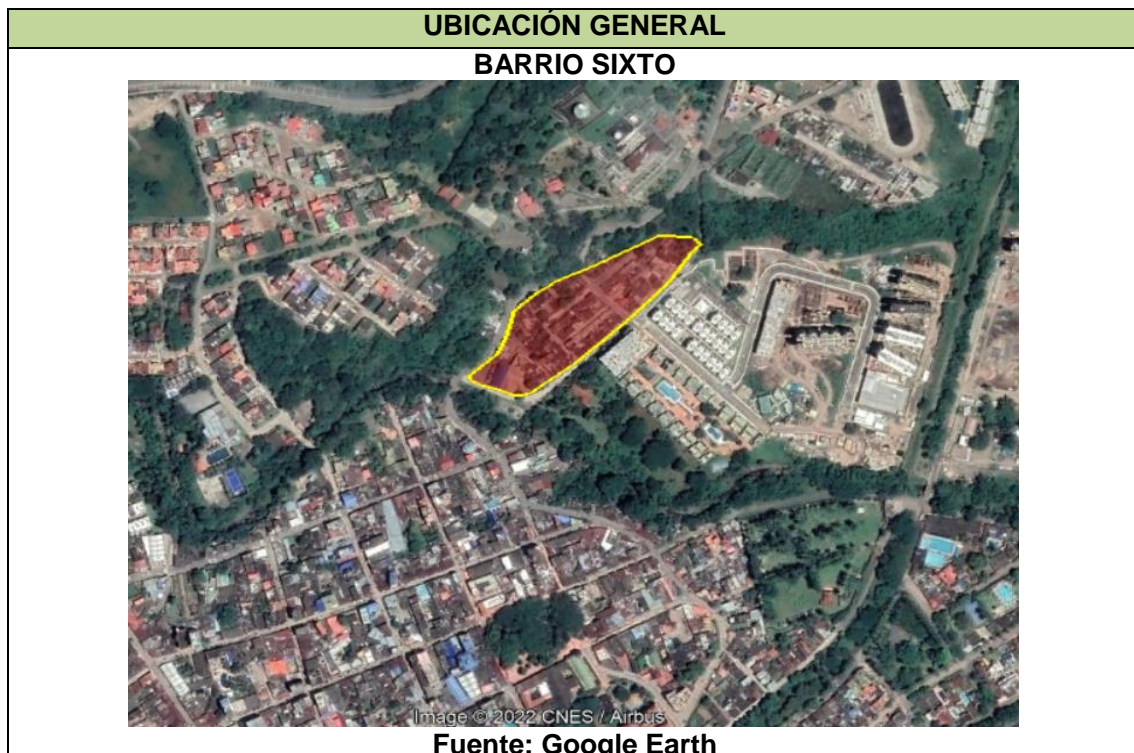 UBICACIÓN GENERAL
BARRIO SIXTO
Image © 2022 CNES / Airbus
Fuente: Google Earth